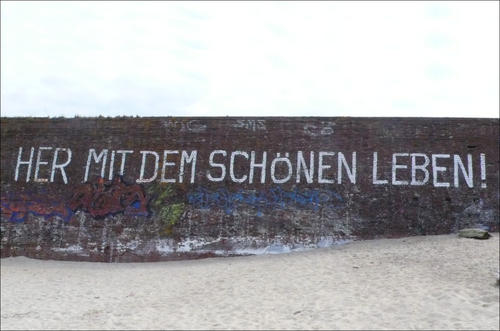 HER MIT DEM SCHÖNEN LEBEN!